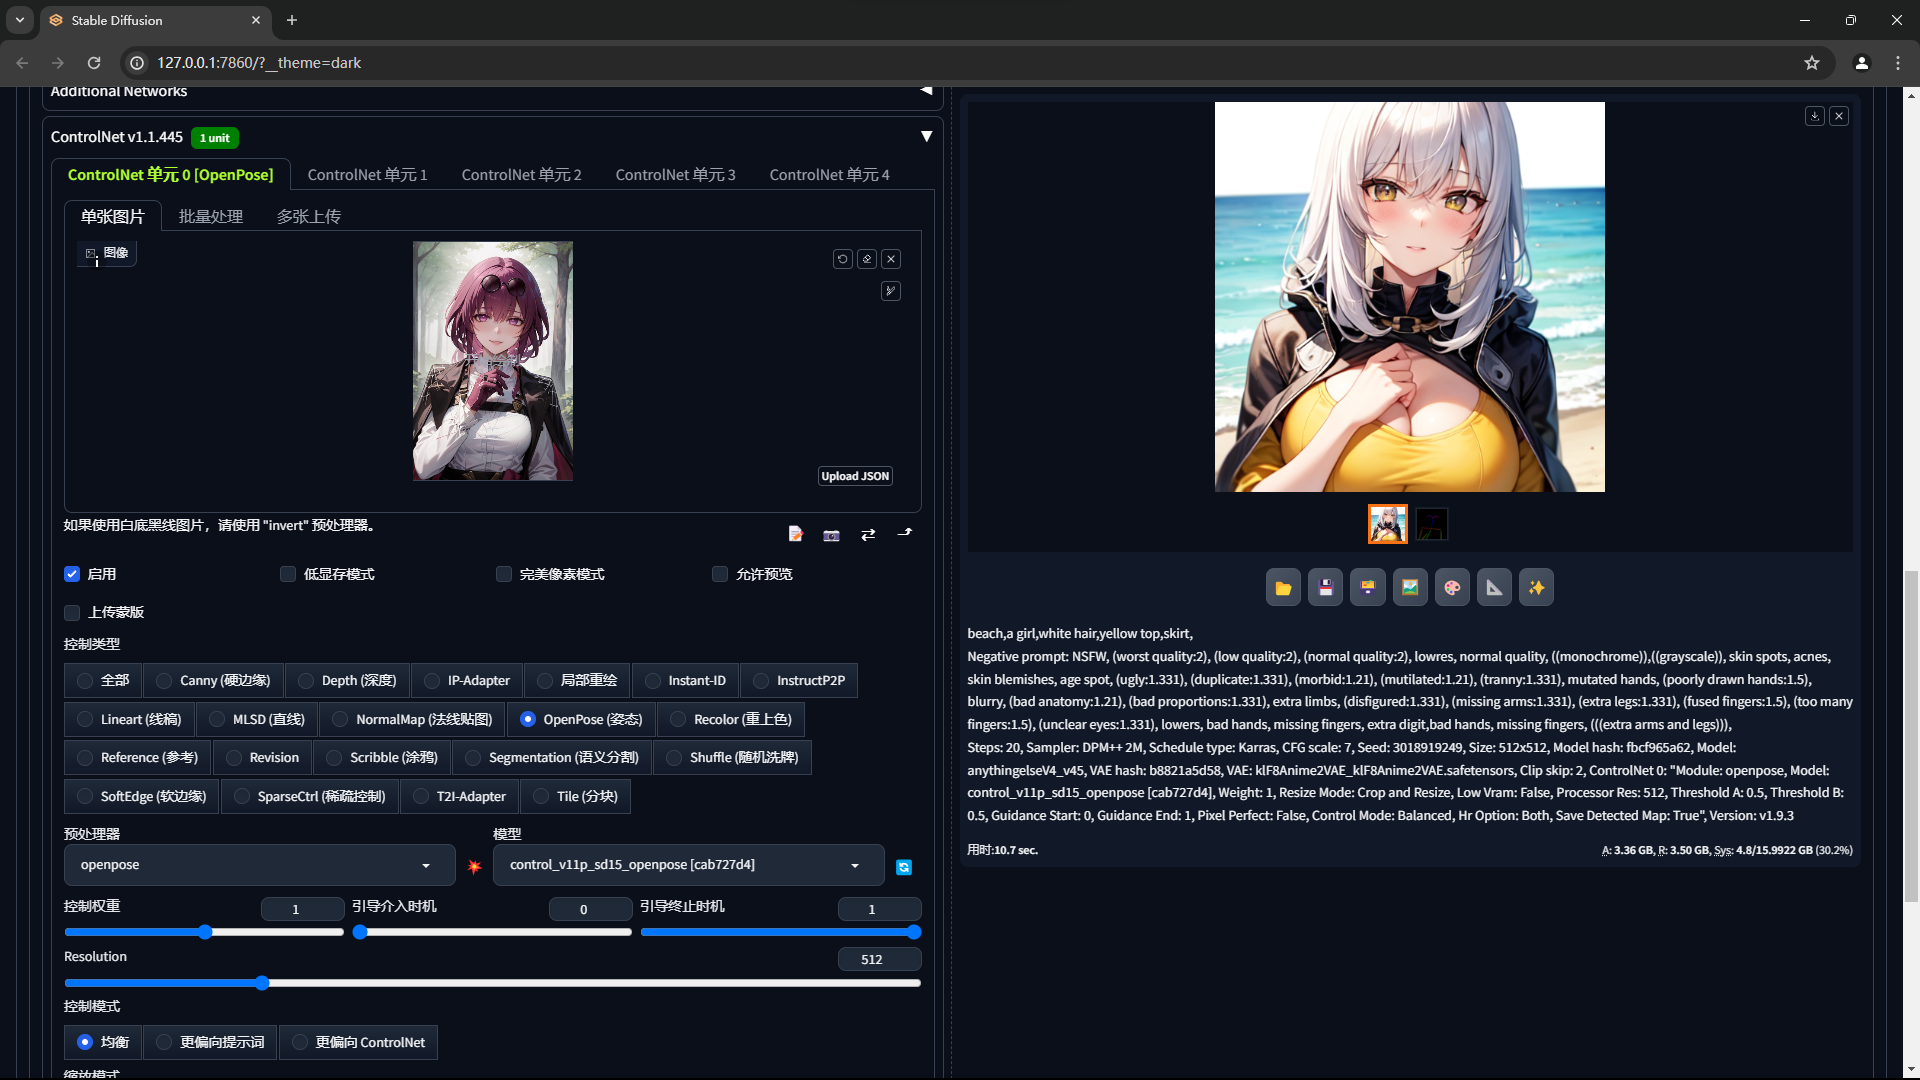 Stable Diffusion
127.0.0.1:7860/?__theme=dark
Additional Networks
ControlNet v1.1.445 1 unit
ControlNet 单元 0 [OpenPose] ControlNet 单元 1 ControlNet 单元 2 ControlNet 单元 3 ControlNet 单元 4
单张图片 批量处理 多张上传
图像
Upload JSON
如果使用白底黑线图片，请使用 "invert" 预处理器。
启用 低显存模式 完美像素模式 允许预览
上传蒙版
控制类型
全部 Canny (硬边缘) Depth (深度) IP-Adapter 局部重绘 Instant-ID InstructP2P
Lineart (线稿) MLSD (直线) NormalMap (法线贴图) OpenPose (姿态) Recolor (重上色)
Reference (参考) Revision Scribble (涂鸦) Segmentation (语义分割) Shuffle (随机洗牌)
SoftEdge (软边缘) SparseCtrl (稀疏控制) T2I-Adapter Tile (分块)
预处理器 模型
openpose control_v11p_sd15_openpose [cab727d4]
控制权重 1 引导介入时机 0 引导终止时机 1
Resolution 512
控制模式
均衡 更偏向提示词 更偏向 ControlNet
缩放模式
beach,a girl,white hair,yellow top,skirt,
Negative prompt: NSFW, (worst quality:2), (low quality:2), (normal quality:2), lowres, normal quality, ((monochrome)),((grayscale)), skin spots, acnes,
skin blemishes, age spot, (ugly:1.331), (duplicate:1.331), (morbid:1.21), (mutilated:1.21), (tranny:1.331), mutated hands, (poorly drawn hands:1.5),
blurry, (bad anatomy:1.21), (bad proportions:1.331), extra limbs, (disfigured:1.331), (missing arms:1.331), (extra legs:1.331), (fused fingers:1.5), (too many
fingers:1.5), (unclear eyes:1.331), lowers, bad hands, missing fingers, extra digit,bad hands, missing fingers, (((extra arms and legs))),
Steps: 20, Sampler: DPM++ 2M, Schedule type: Karras, CFG scale: 7, Seed: 3018919249, Size: 512x512, Model hash: fbcf965a62, Model:
anythingelseV4_v45, VAE hash: b8821a5d58, VAE: klF8Anime2VAE_klF8Anime2VAE.safetensors, Clip skip: 2, ControlNet 0: "Module: openpose, Model:
control_v11p_sd15_openpose [cab727d4], Weight: 1, Resize Mode: Crop and Resize, Low Vram: False, Processor Res: 512, Threshold A: 0.5, Threshold B:
0.5, Guidance Start: 0, Guidance End: 1, Pixel Perfect: False, Control Mode: Balanced, Hr Option: Both, Save Detected Map: True", Version: v1.9.3
用时:10.7 sec. A: 3.36 GB, R: 3.50 GB, Sys: 4.8/15.9922 GB (30.2%)